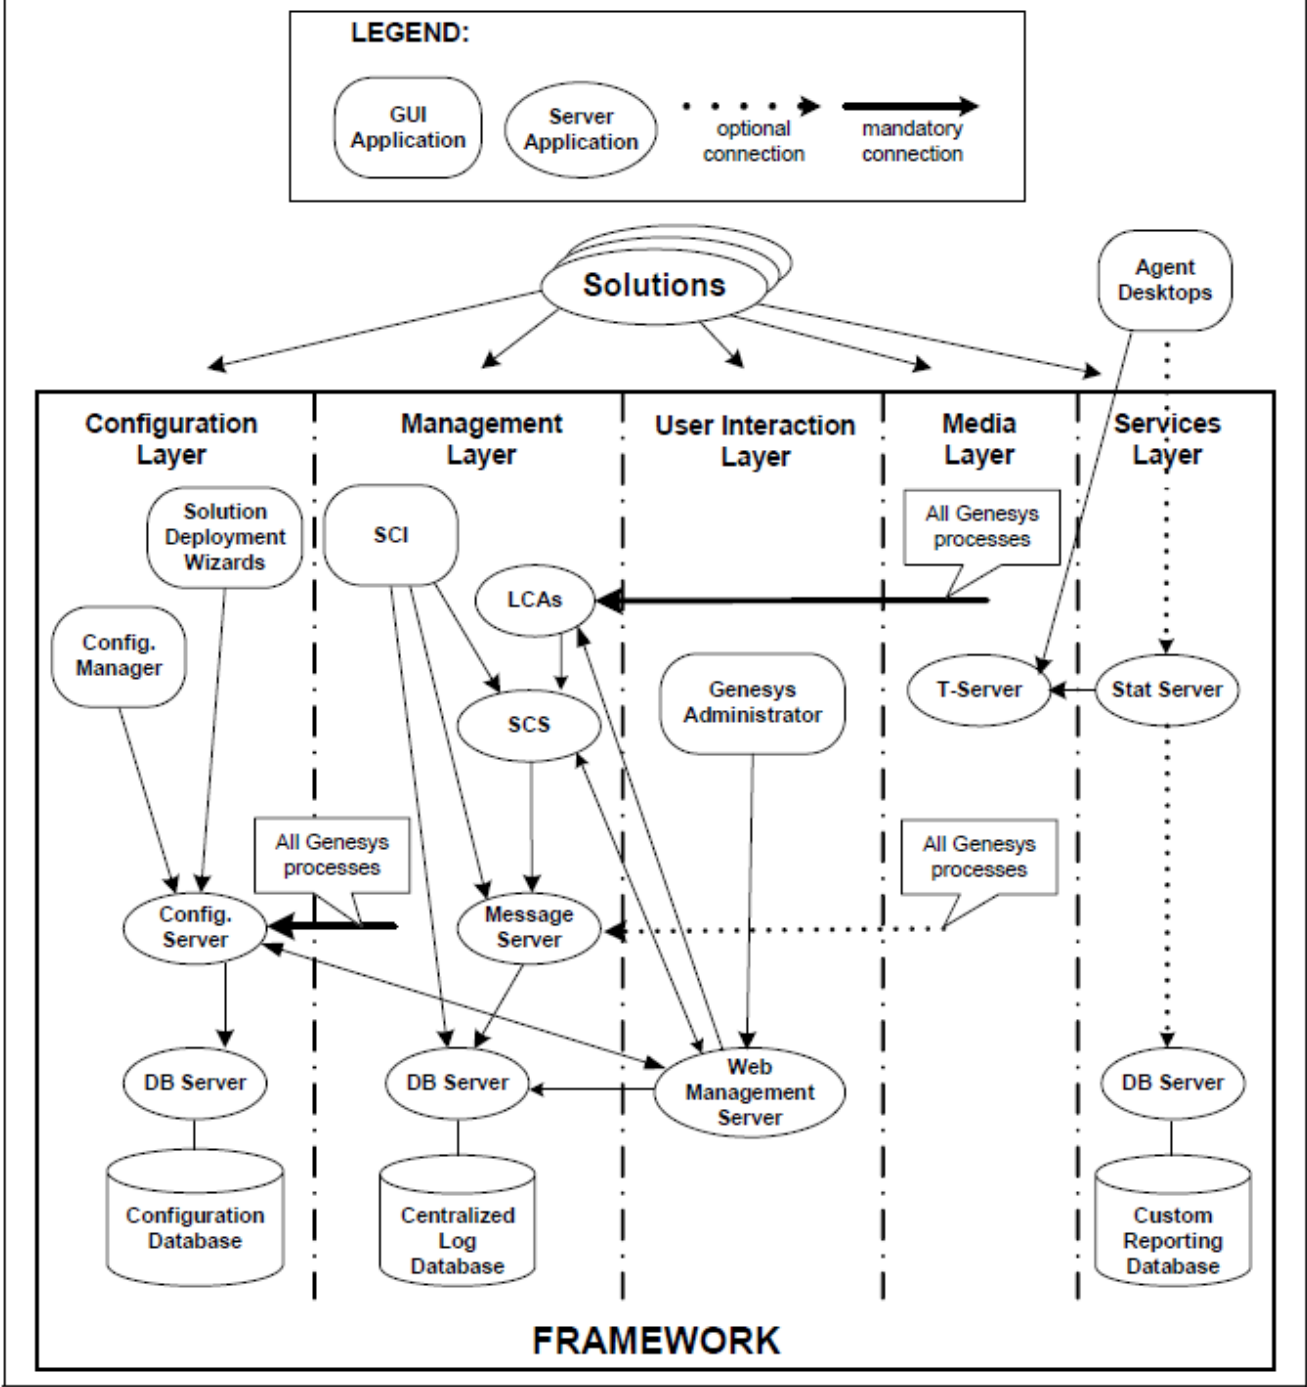 LEGEND:
GUI
Application
Server
Application
optional
connection
mandatory
connection
Solutions
Agent
Desktops
Configuration
Layer
Management
Layer
User Interaction
Layer
Media
Layer
Services
Layer
Solution
Deployment
Wizards
SCI
All Genesys
processes
LCAs
Config.
Manager
Genesys
Administrator
T-Server
Stat Server
SCS
All Genesys
processes
All Genesys
processes
Config.
Server
Message
Server
DB Server
DB Server
Web
Management
Server
DB Server
Configuration
Database
Centralized
Log
Database
Custom
Reporting
Database
FRAMEWORK